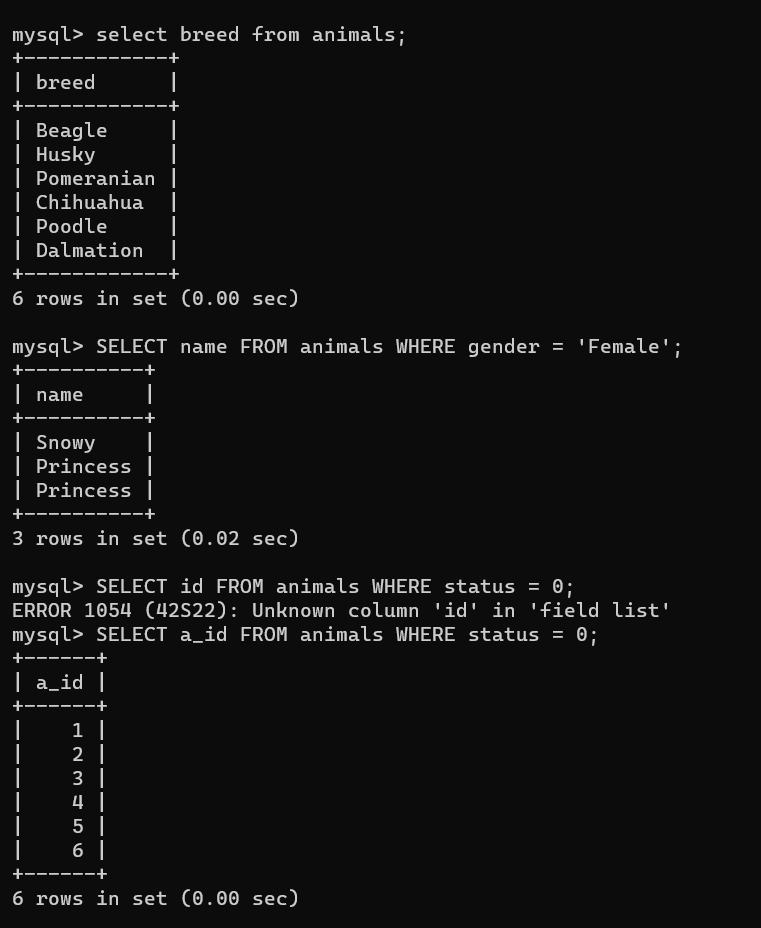 mysql> select breed from animals;
+------------+
| breed      |
+------------+
| Beagle     |
| Husky      |
| Pomeranian |
| Chihuahua  |
| Poodle     |
| Dalmation  |
+------------+
6 rows in set (0.00 sec)

mysql> SELECT name FROM animals WHERE gender = 'Female';
+----------+
| name     |
+----------+
| Snowy    |
| Princess |
| Princess |
+----------+
3 rows in set (0.02 sec)

mysql> SELECT id FROM animals WHERE status = 0;
ERROR 1054 (42S22): Unknown column 'id' in 'field list'
mysql> SELECT a_id FROM animals WHERE status = 0;
+------+
| a_id |
+------+
|    1 |
|    2 |
|    3 |
|    4 |
|    5 |
|    6 |
+------+
6 rows in set (0.00 sec)